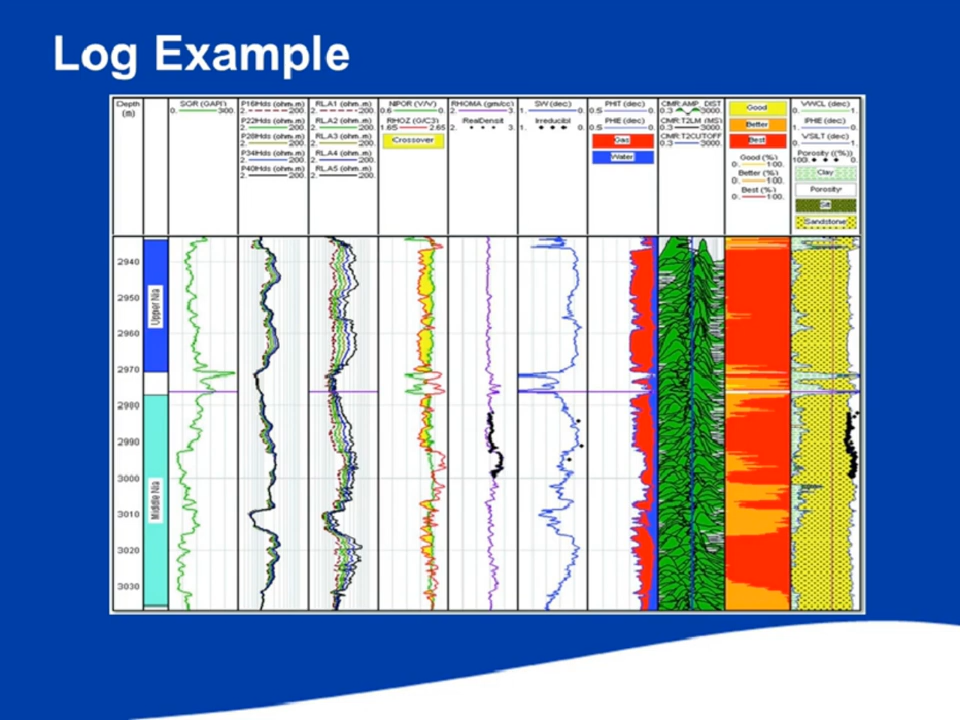 Log Example
Depth
(m)
SGR (GAPI)
0. 300.
P16Hds (ohm.m)
2. 200.
P22Hds (ohm.m)
2. 200.
P28Hds (ohm.m)
2. 200.
P34Hds (ohm.m)
2. 200.
P40Hds (ohm.m)
2. 200.
RLA1 (ohm.m)
2. 200.
RLA2 (ohm.m)
2. 200.
RLA3 (ohm.m)
2. 200.
RLA4 (ohm.m)
2. 200.
RLA5 (ohm.m)
2. 200.
NPOR (V/V)
0.6 0.
RHOZ (G/C3)
1.65 2.65
Crossover
RHOMA (gm/cc)
2. 3.
RealDensit
2. 3.
SW (dec)
1. 0.
Irreducibl
1. 0.
PHIT (dec)
0.5 0.
PHIE (dec)
0.5 0.
Gas
Water
CMR:AMP_DIST
0.3 3000.
CMR:T2LM (MS)
0.3 3000.
CMR:T2CUTOFF
0.3 3000.
Good
Better
Best
Good (%)
0. 100.
Better (%)
0. 100.
Best (%)
0. 100.
VWCL (dec)
0. 1.
PHIE (dec)
1. 0.
VSILT (dec)
0. 1.
Porosity ((%))
100. 0.
Clay
Porosity
Silt
Sandstone
2940
2950
2960
2970
2980
2990
3000
3010
3020
3030
Upper Nia
Middle Nia